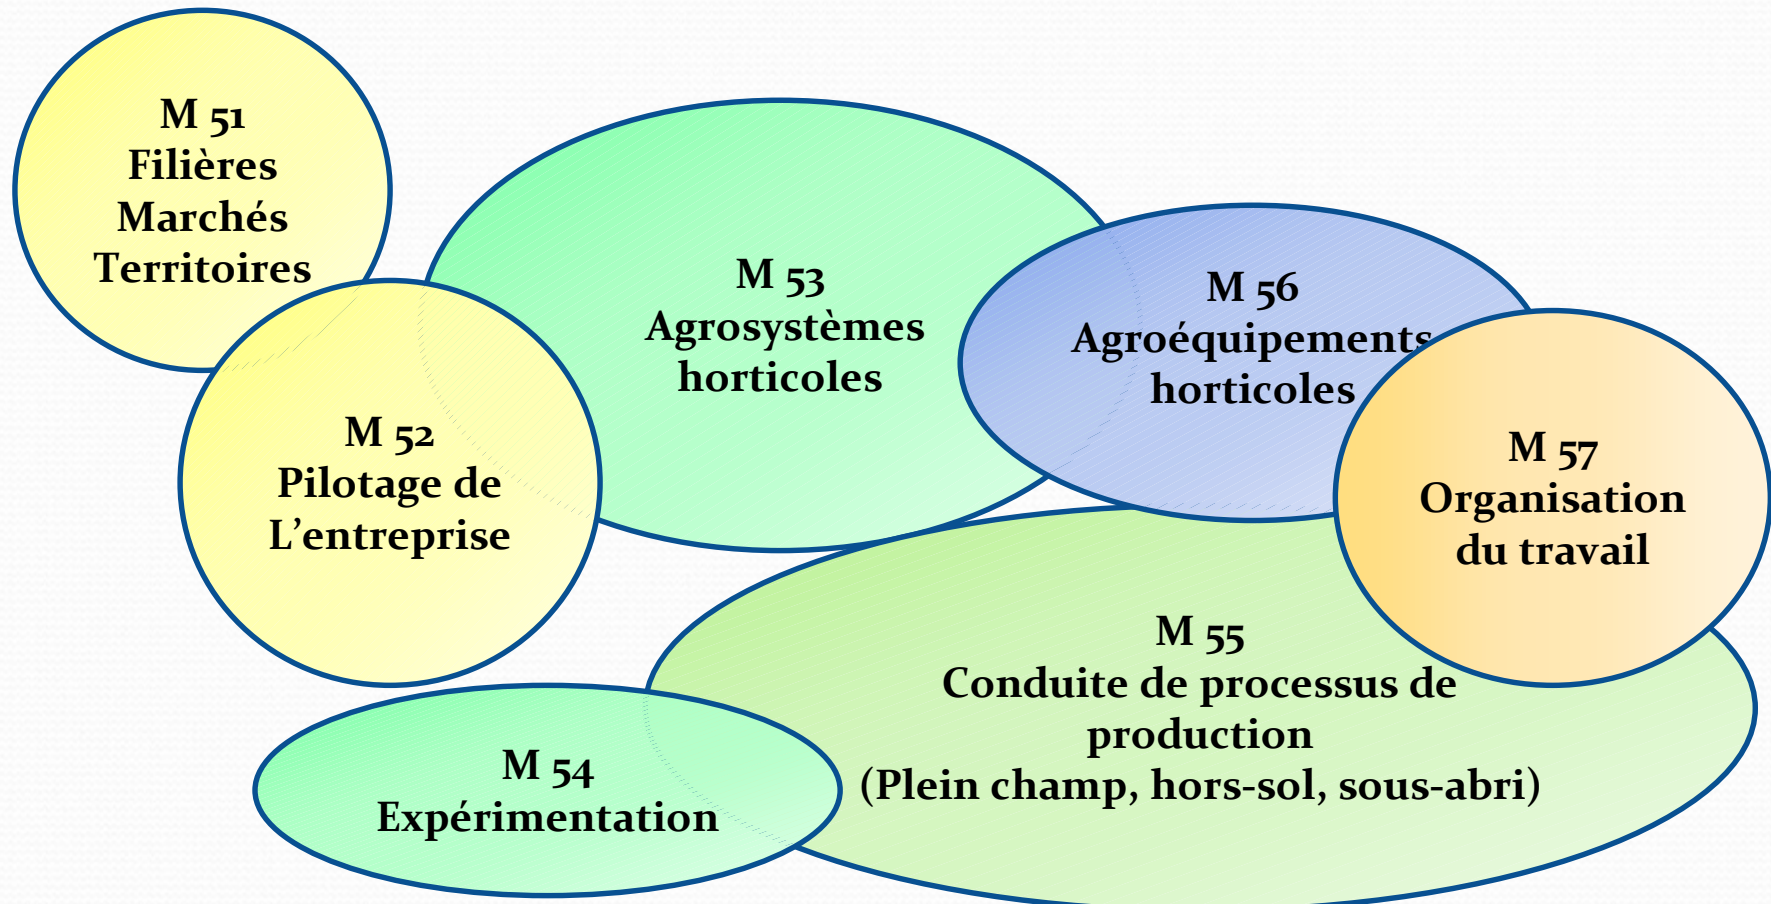 M 51
Filières
Marchés
Territoires
M 52
Pilotage de
L’entreprise
M 53
Agrosystèmes
horticoles
M 56
Agroéquipements
horticoles
M 57
Organisation
du travail
M 55
Conduite de processus de
production
(Plein champ, hors-sol, sous-abri)
M 54
Expérimentation